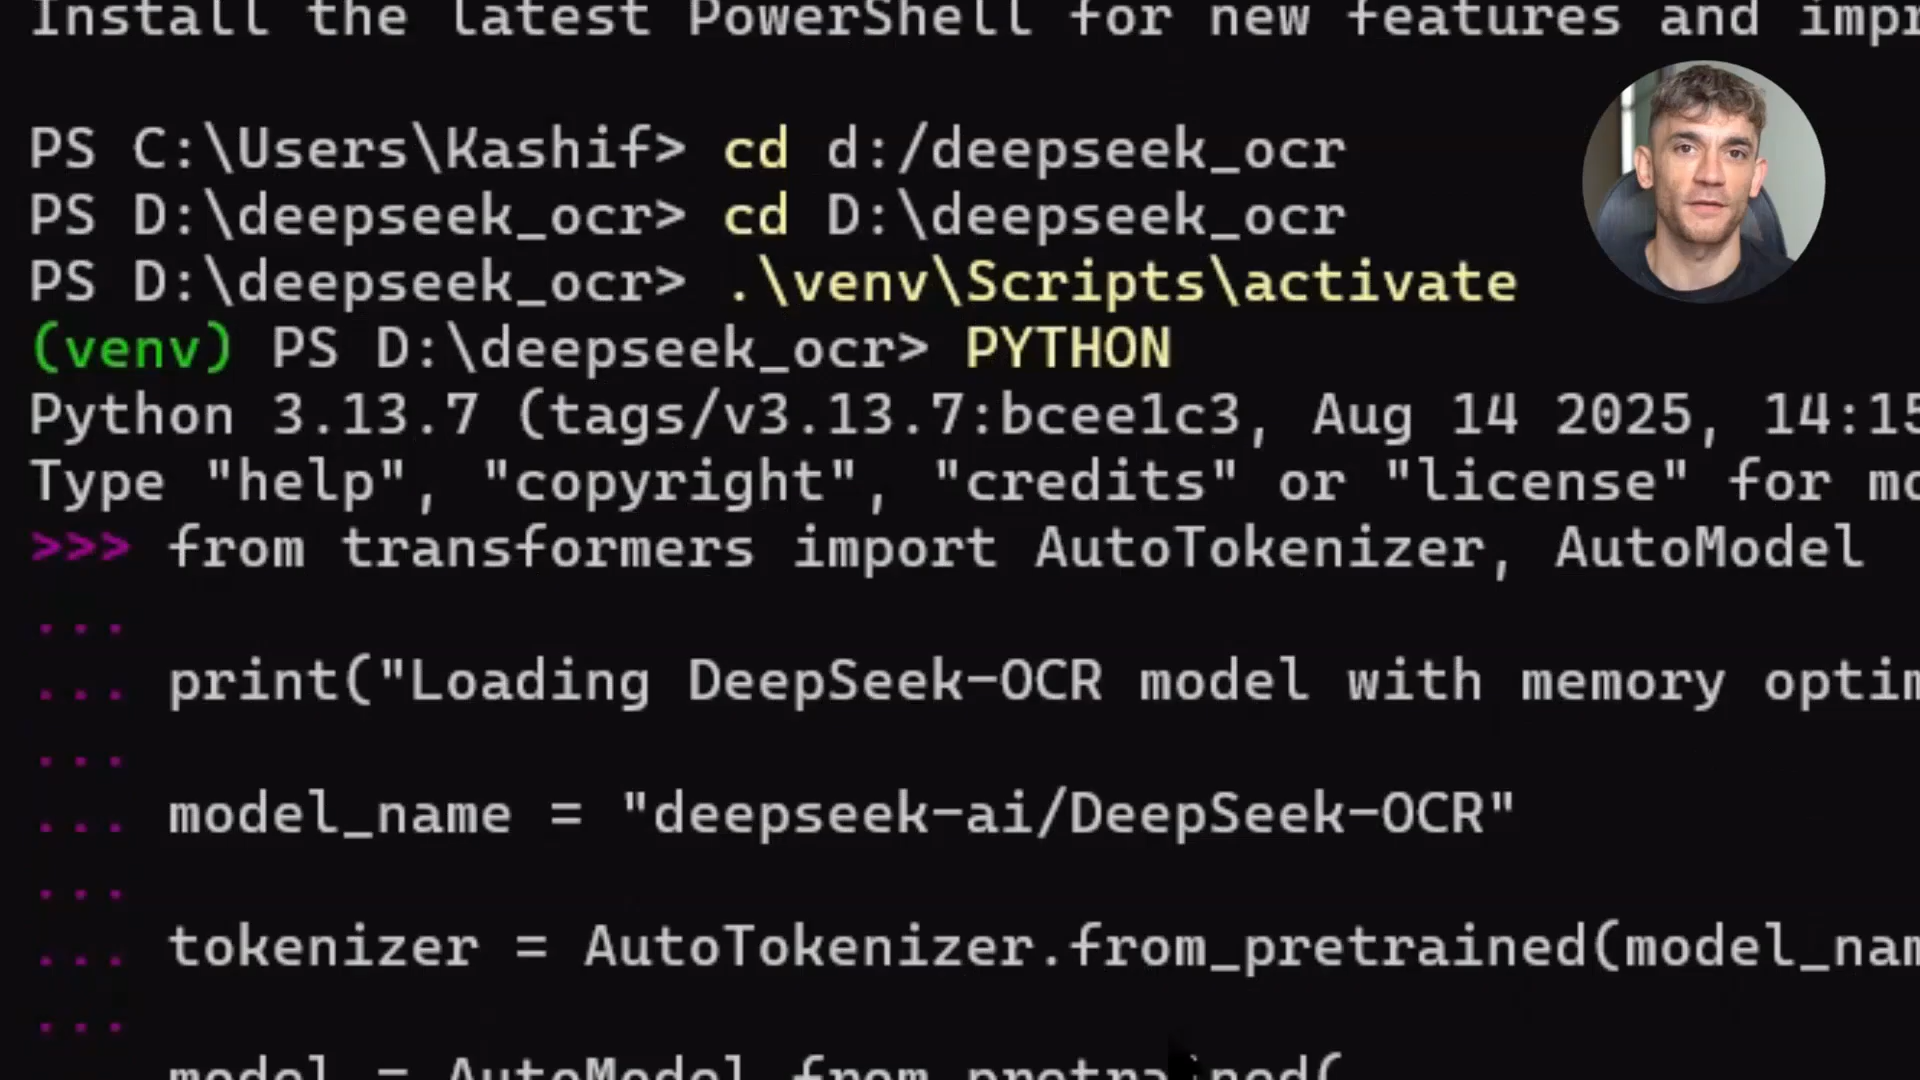 Install the latest PowerShell for new features and impr
PS C:\Users\Kashif> cd d:/deepseek_ocr
PS D:\deepseek_ocr> cd D:\deepseek_ocr
PS D:\deepseek_ocr> .\venv\Scripts\activate
(venv) PS D:\deepseek_ocr> PYTHON
Python 3.13.7 (tags/v3.13.7:bcee1c3, Aug 14 2025, 14:15
Type "help", "copyright", "credits" or "license" for mo
>>> from transformers import AutoTokenizer, AutoModel
...
... print("Loading DeepSeek-OCR model with memory optim
...
... model_name = "deepseek-ai/DeepSeek-OCR"
...
... tokenizer = AutoTokenizer.from_pretrained(model_nam
...
model = AutoModel.from_pretrained(